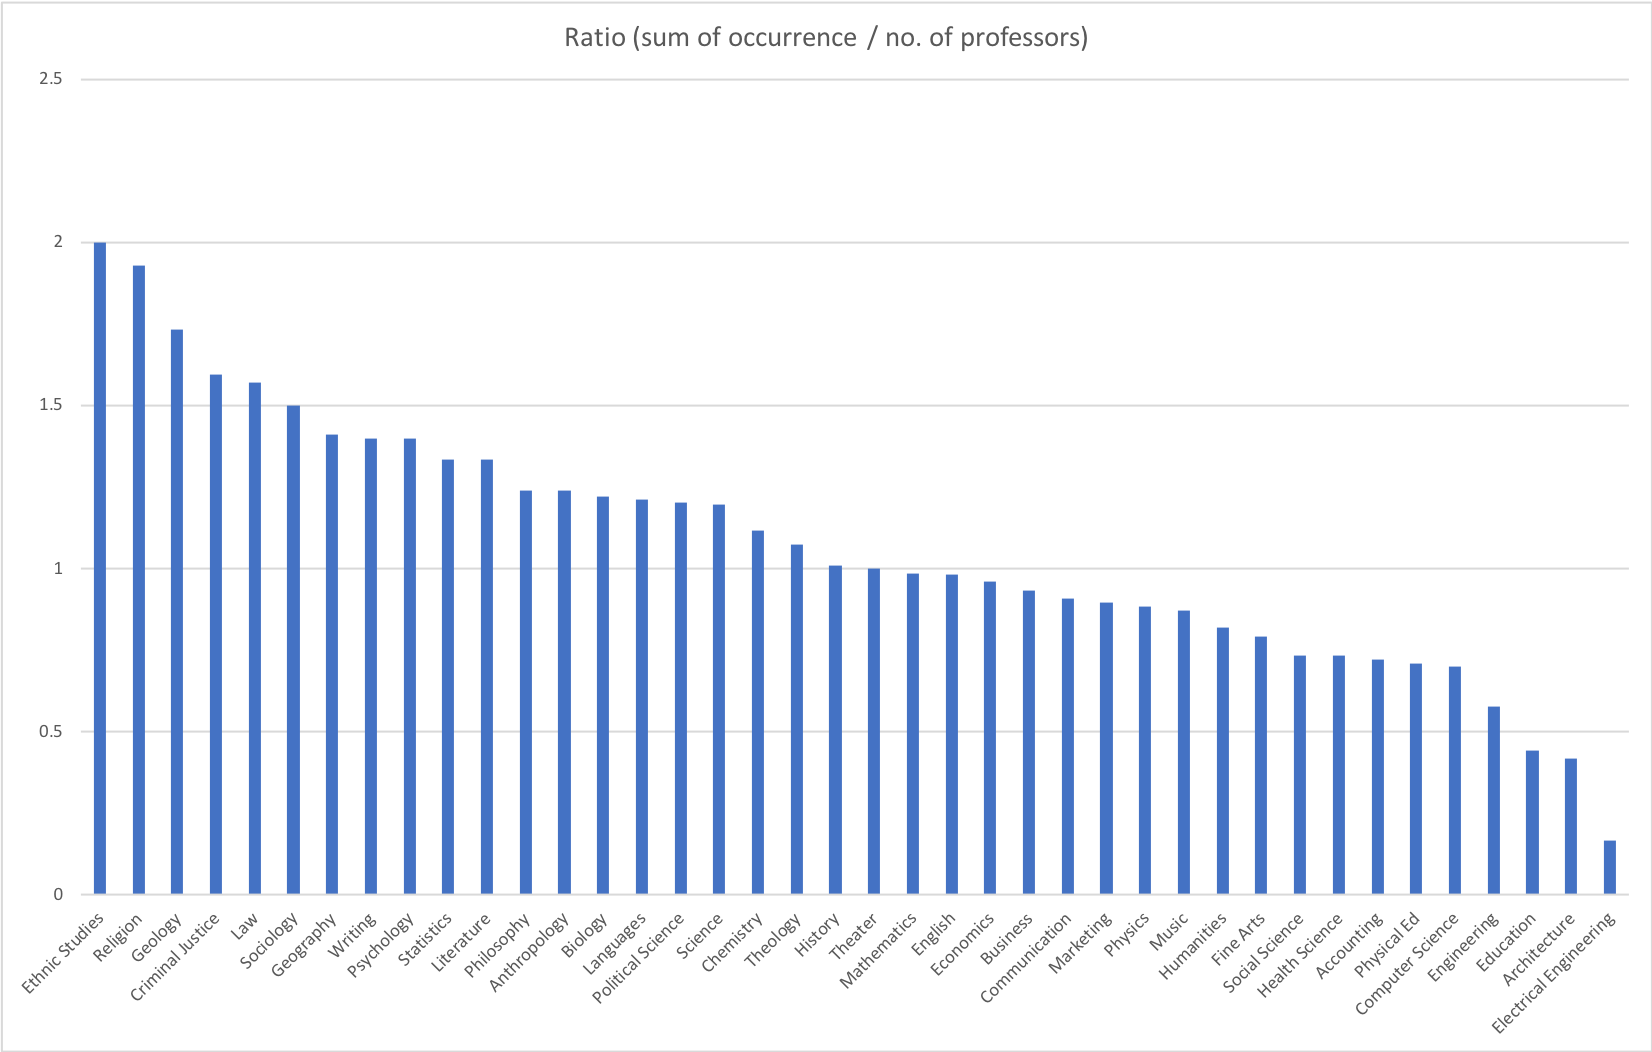 Ratio (sum of occurrence / no. of professors)
2.5
2
1.5
1
0.5
0
Ethnic Studies
Religion
Geology
Criminal Justice
Law
Sociology
Geography
Writing
Psychology
Statistics
Literature
Philosophy
Anthropology
Biology
Languages
Political Science
Science
Chemistry
Theology
History
Theater
Mathematics
English
Economics
Business
Communication
Marketing
Physics
Music
Humanities
Fine Arts
Social Science
Health Science
Accounting
Physical Ed
Computer Science
Engineering
Education
Architecture
Electrical Engineering